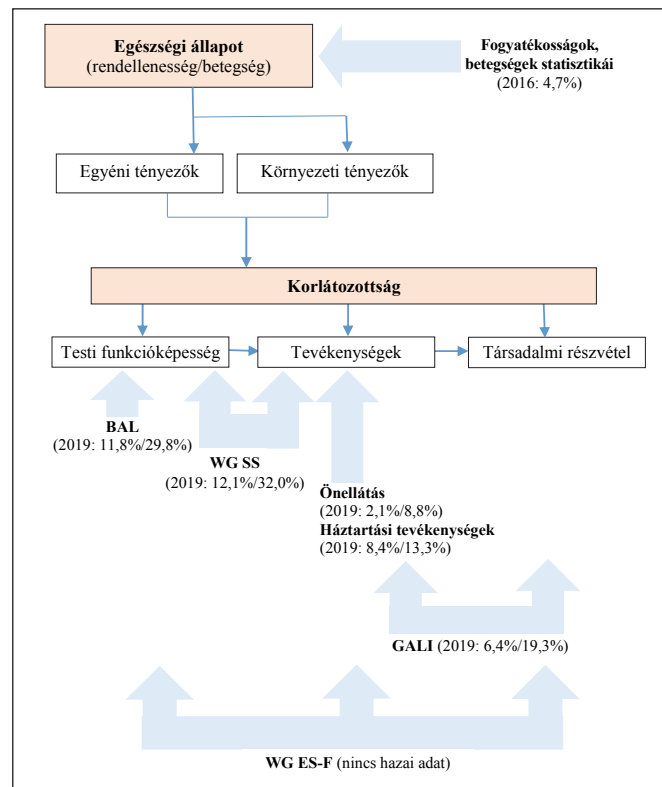 Egészségi állapot
(rendellenesség/betegség)
Fogyatékosságok,
betegségek statisztikái
(2016: 4,7%)
Egyéni tényezők
Környezeti tényezők
Korlátozottság
Testi funkcióképesség
Tevékenységek
Társadalmi részvétel
BAL
(2019: 11,8%/29,8%)
WG SS
(2019: 12,1%/32,0%)
Önellátás
(2019: 2,1%/8,8%)
Háztartási tevékenységek
(2019: 8,4%/13,3%)
GALI (2019: 6,4%/19,3%)
WG ES-F (nincs hazai adat)